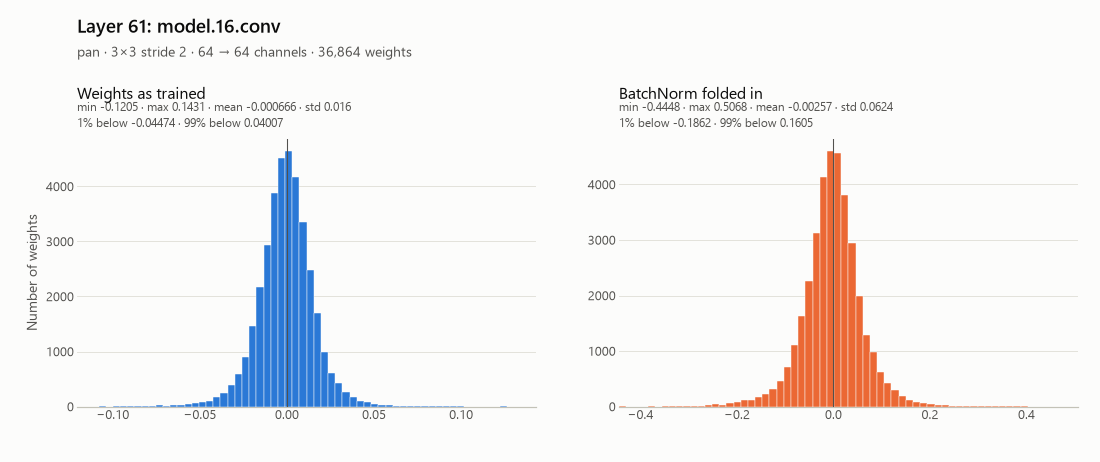 Layer 61: model.16.conv
pan · 3×3 stride 2 · 64 → 64 channels · 36,864 weights
Weights as trained
min -0.1205 · max 0.1431 · mean -0.000666 · std 0.016
1% below -0.04474 · 99% below 0.04007
Number of weights
4000
3000
2000
1000
0
−0.10
−0.05
0.00
0.05
0.10
BatchNorm folded in
min -0.4448 · max 0.5068 · mean -0.00257 · std 0.0624
1% below -0.1862 · 99% below 0.1605
4000
3000
2000
1000
0
−0.4
−0.2
0.0
0.2
0.4